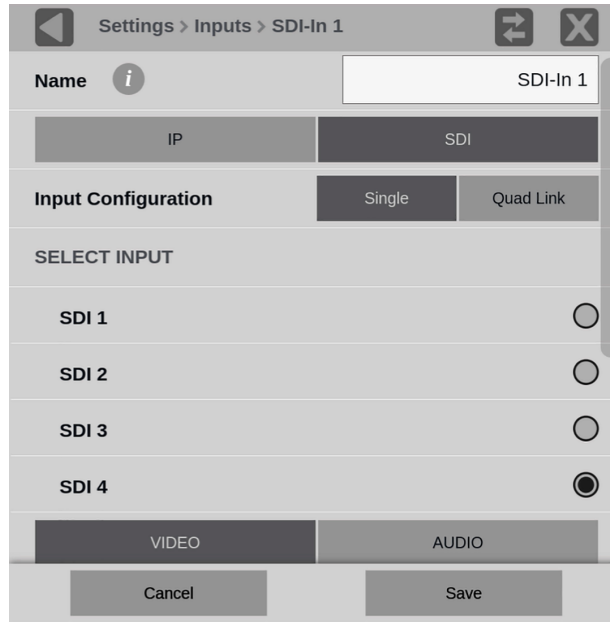 Settings > Inputs > SDI-In 1
Name i SDI-In 1
IP SDI
Input Configuration Single Quad Link
SELECT INPUT
SDI 1
SDI 2
SDI 3
SDI 4
VIDEO AUDIO
Cancel Save